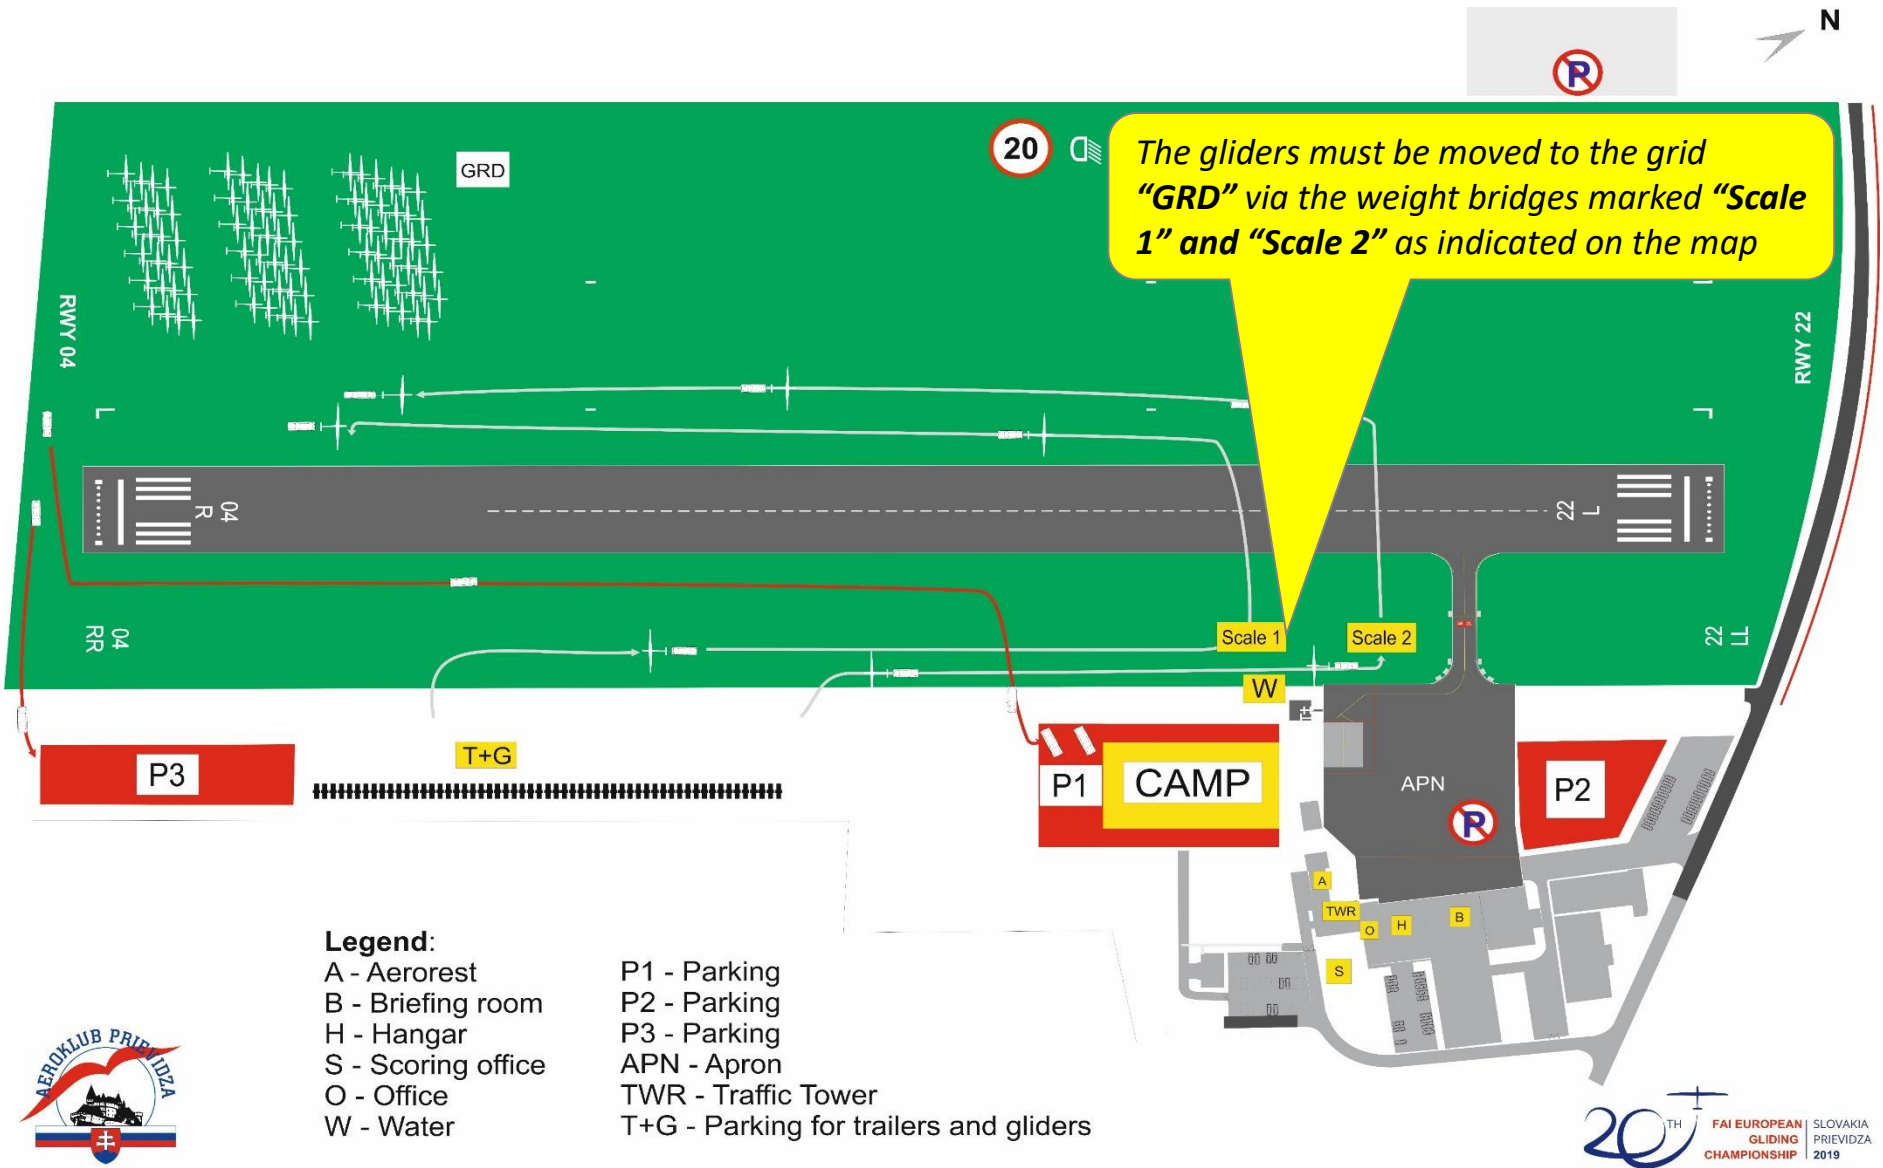 N
P
20
The gliders must be moved to the grid
“GRD” via the weight bridges marked “Scale
1” and “Scale 2” as indicated on the map
GRD
RWY 04
RWY 22
L
L
04
R
22
L
04
RR
22
LL
Scale 1
Scale 2
W
T+G
P3
P1
CAMP
APN
P
P2
A
TWR
O
H
B
S
Legend:
A - Aerorest
B - Briefing room
H - Hangar
S - Scoring office
O - Office
W - Water
P1 - Parking
P2 - Parking
P3 - Parking
APN - Apron
TWR - Traffic Tower
T+G - Parking for trailers and gliders
AEROKLUB PRIEVIDZA
20TH
FAI EUROPEAN
GLIDING
CHAMPIONSHIP
SLOVAKIA
PRIEVIDZA
2019